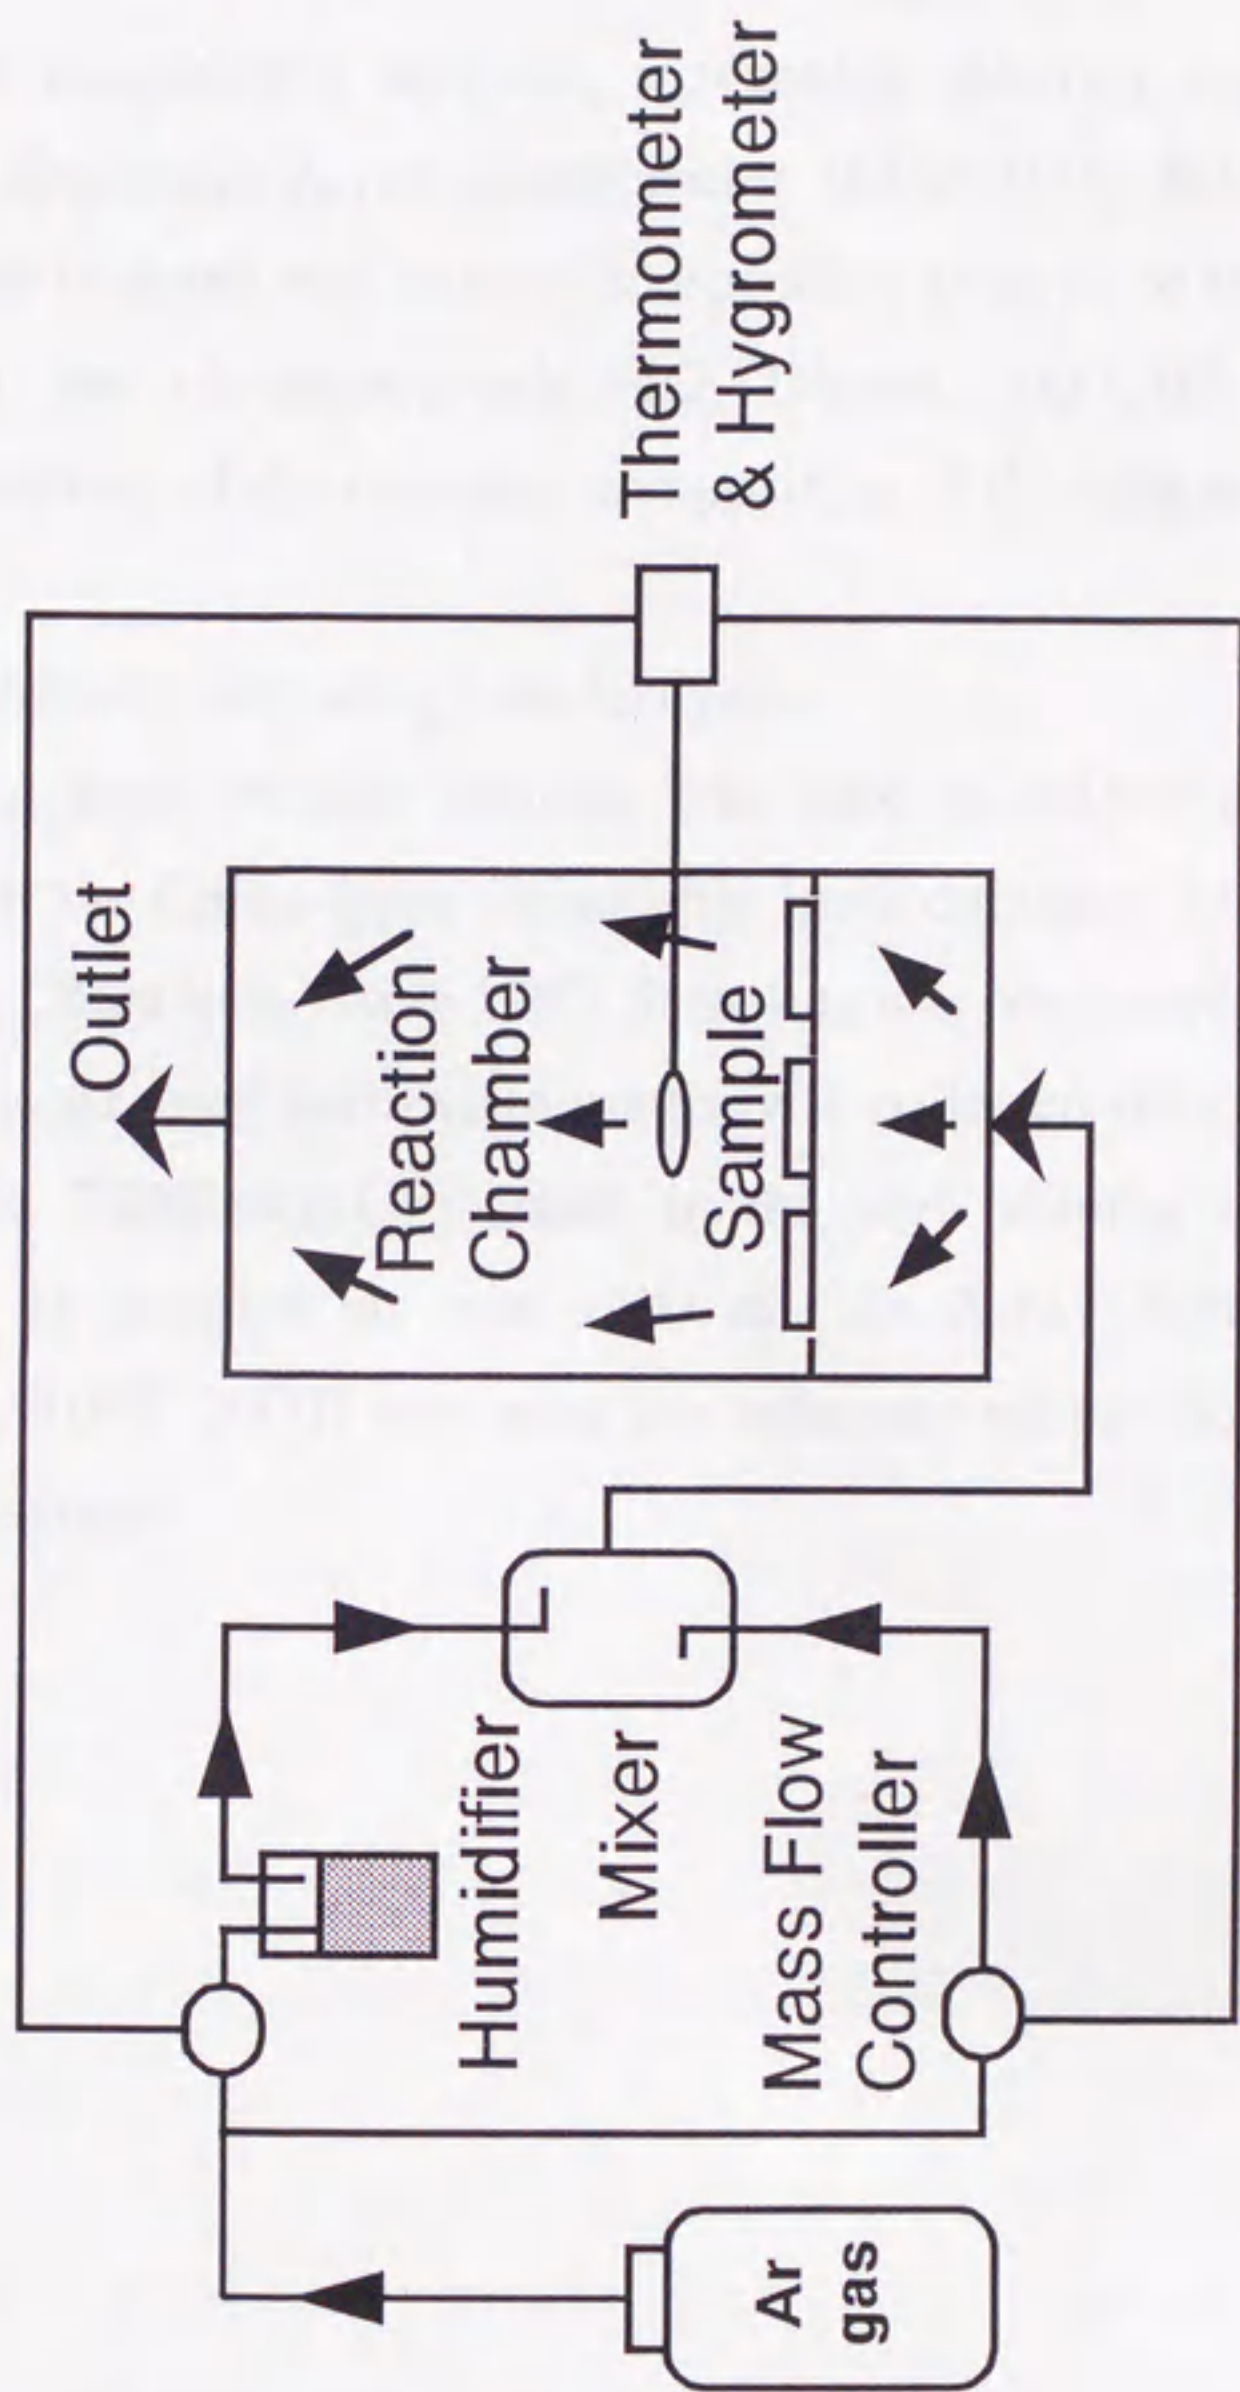 Ar
gas
Humidifier
Mixer
Mass Flow
Controller
Outlet
Reaction
Chamber
Sample
Thermometer
& Hygrometer